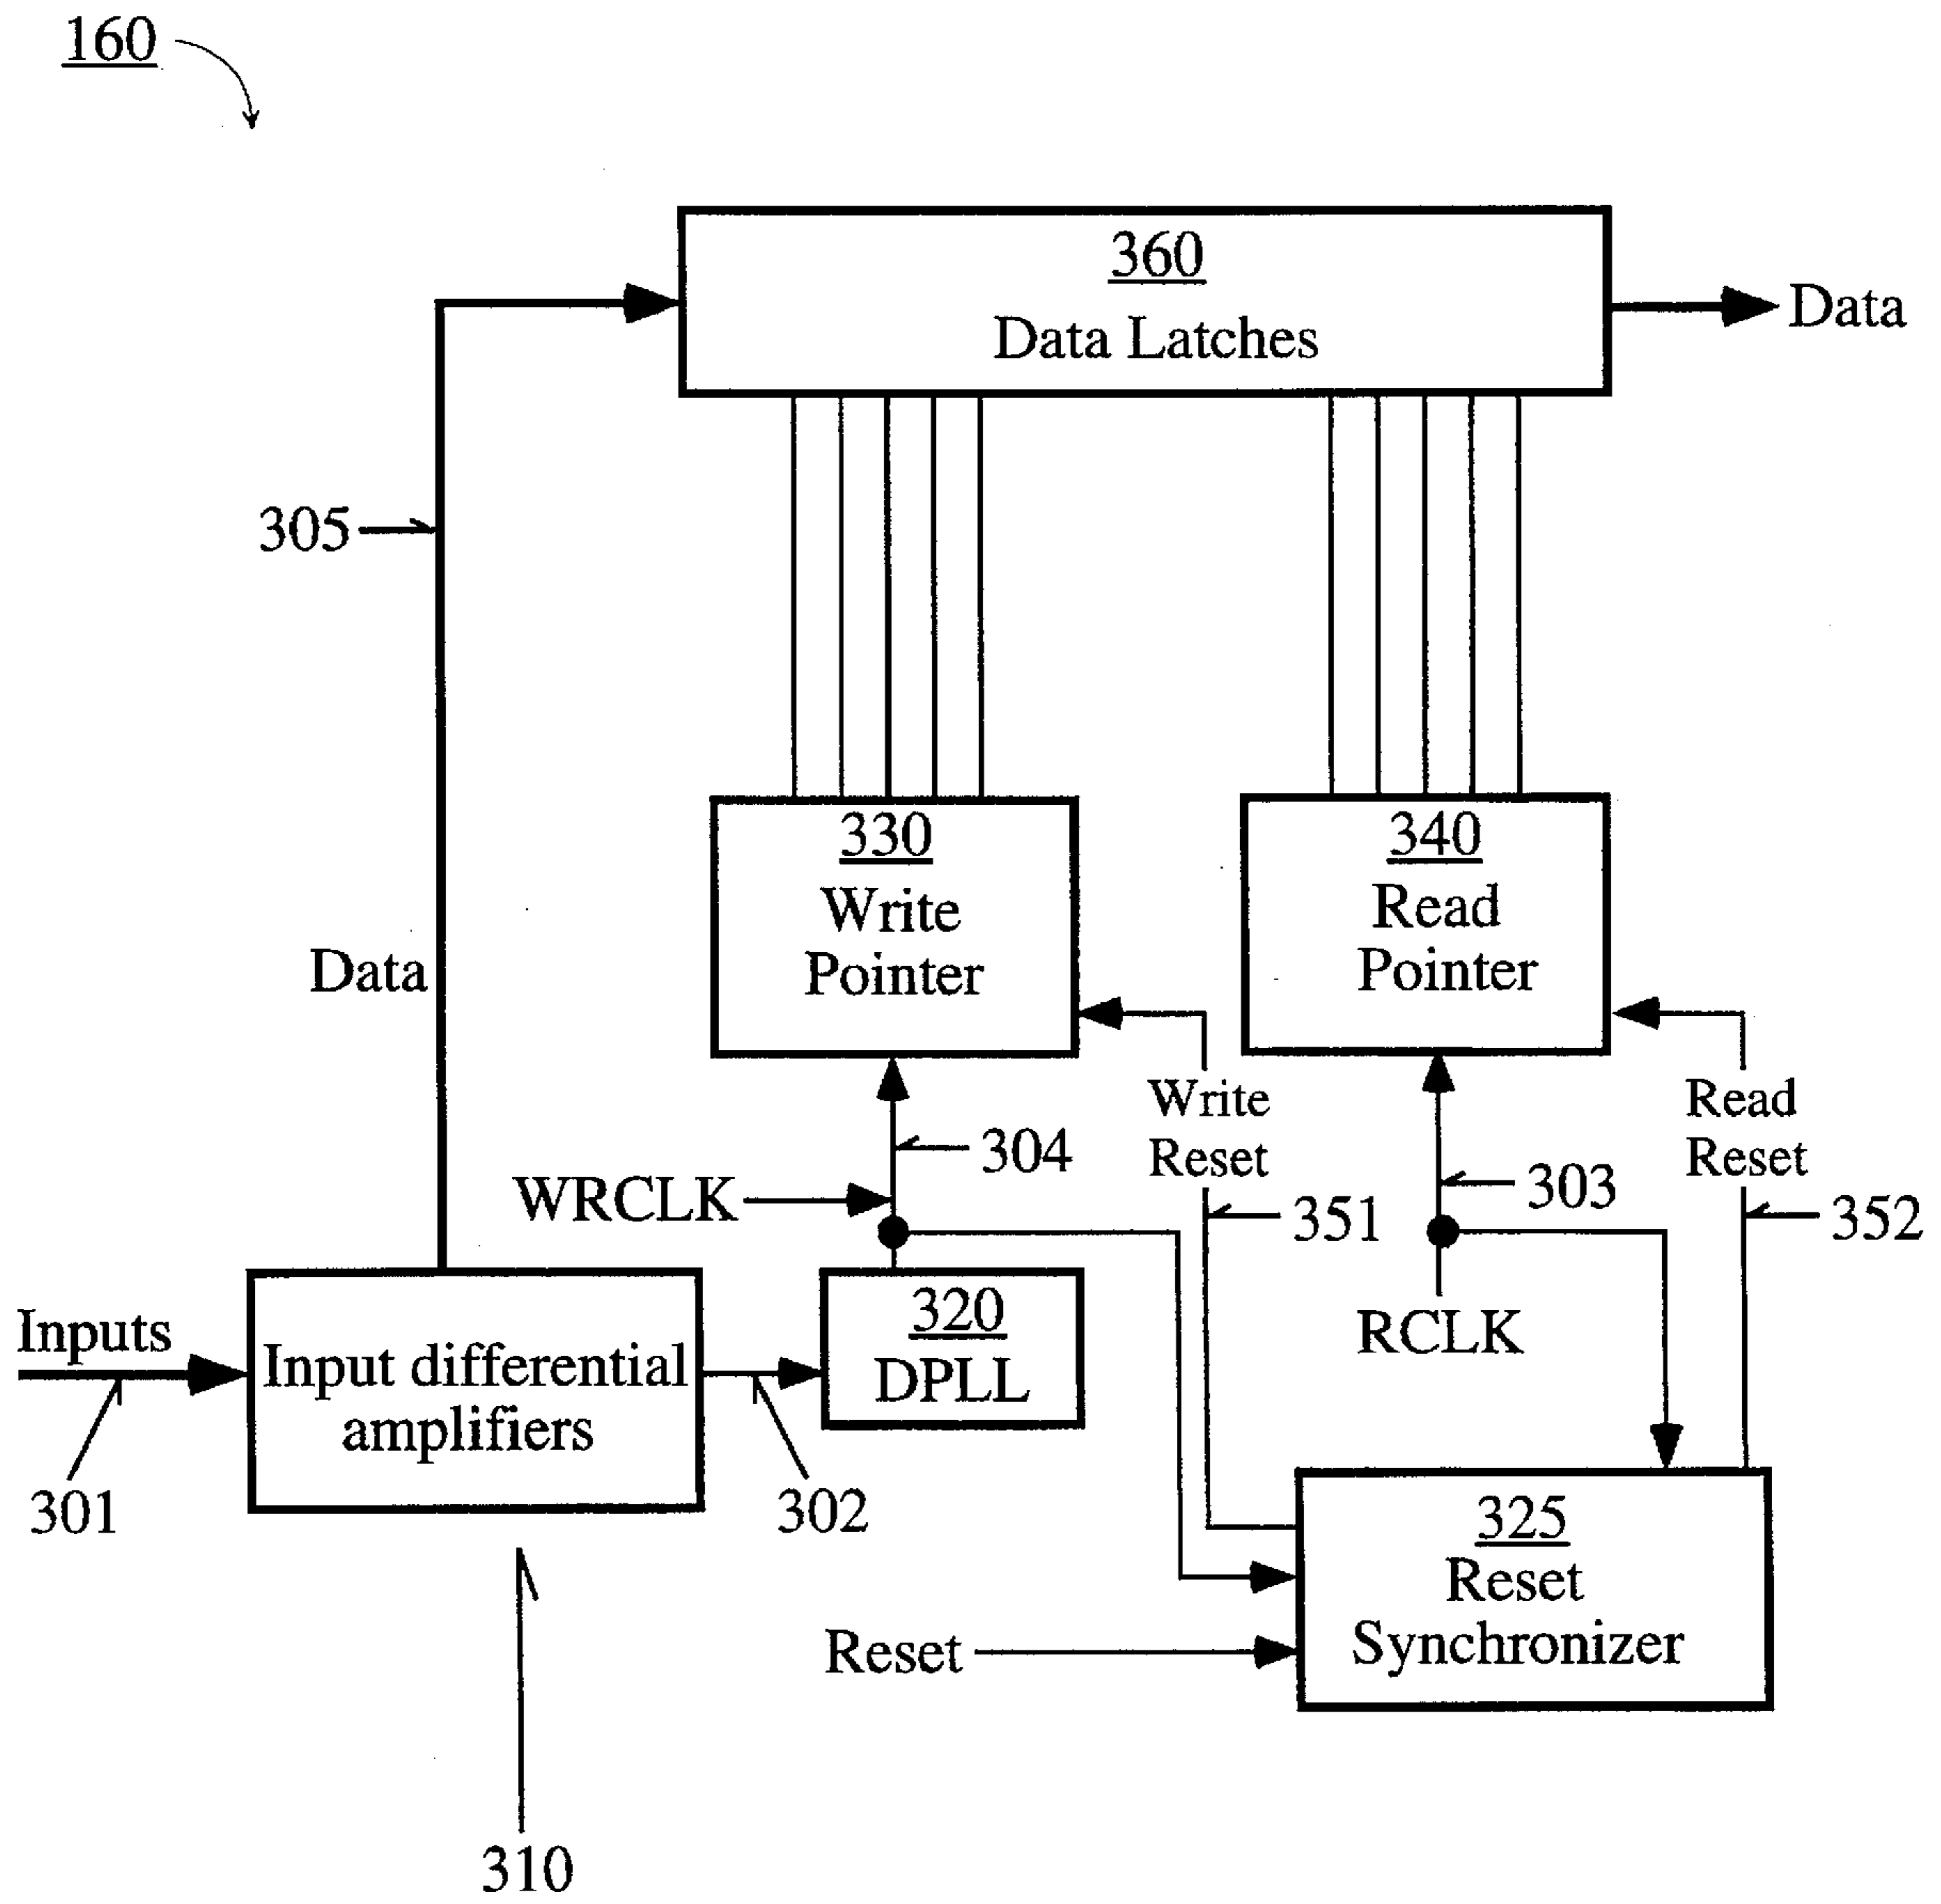 160
360
Data Latches
Data
305
330
Write
Pointer
340
Read
Pointer
Data
Write
Reset
Read
Reset
304
303
WRCLK
351
352
Inputs
Input differential
amplifiers
320
DPLL
RCLK
301
302
325
Reset
Synchronizer
Reset
310